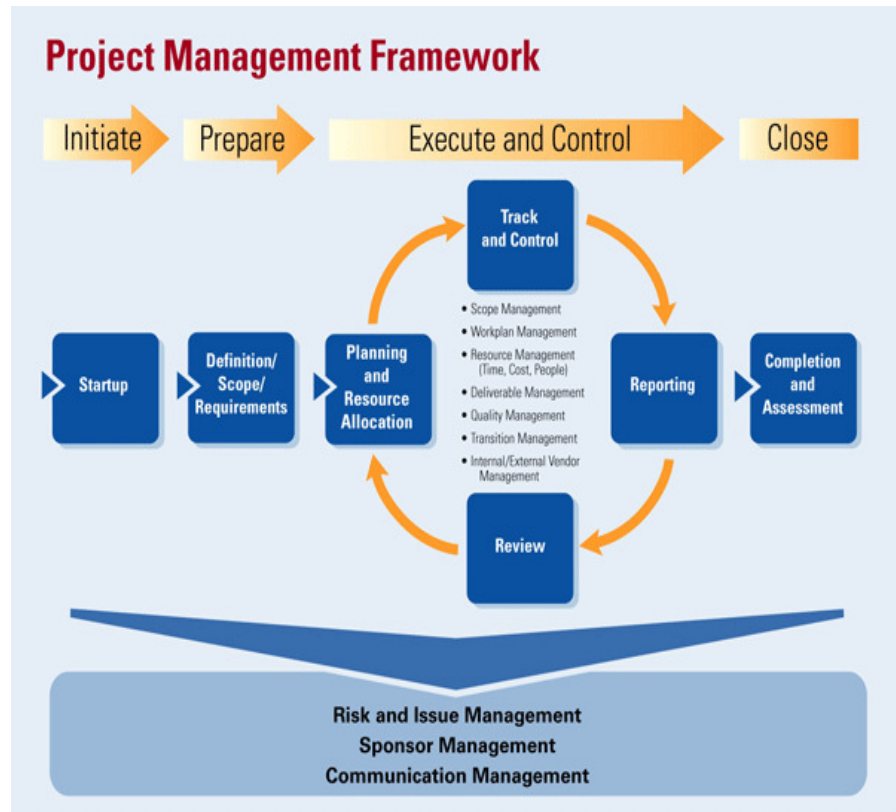 Project Management Framework
Initiate
Prepare
Execute and Control
Close
Track
and Control
• Scope Management
• Workplan Management
• Resource Management
(Time, Cost, People)
• Deliverable Management
• Quality Management
• Transition Management
• Internal/External Vendor
Management
Startup
Definition/
Scope/
Requirements
Planning
and
Resource
Allocation
Reporting
Completion
and
Assessment
Review
Risk and Issue Management
Sponsor Management
Communication Management